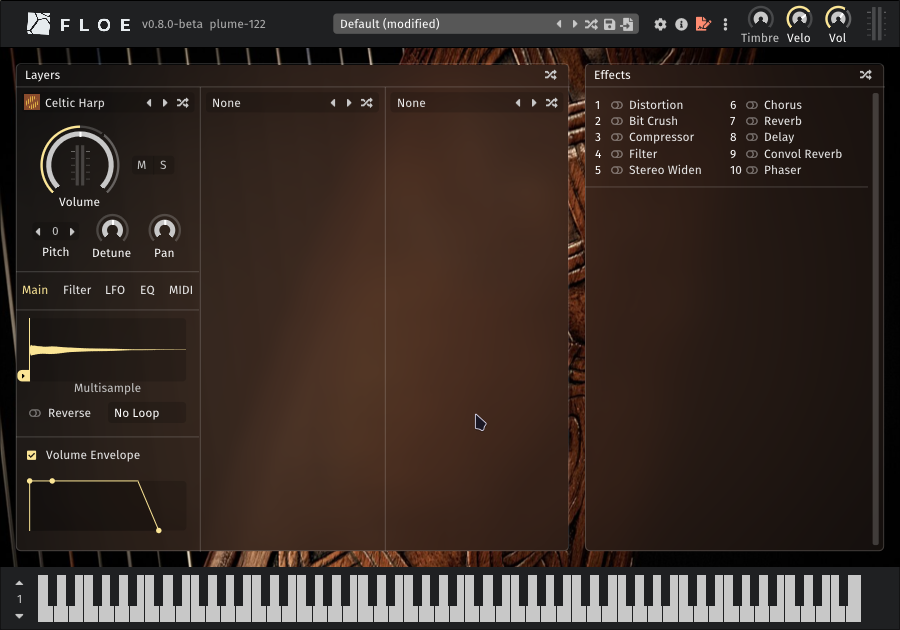 FLOE v0.8.0-beta plume-122 Default (modified)
Timbre Velo Vol
Layers
Effects
Celtic Harp None None
M S
Volume
0
Pitch Detune Pan
Main Filter LFO EQ MIDI
Multisample
Reverse No Loop
Volume Envelope
1 Distortion 6 Chorus
2 Bit Crush 7 Reverb
3 Compressor 8 Delay
4 Filter 9 Convol Reverb
5 Stereo Widen 10 Phaser
1